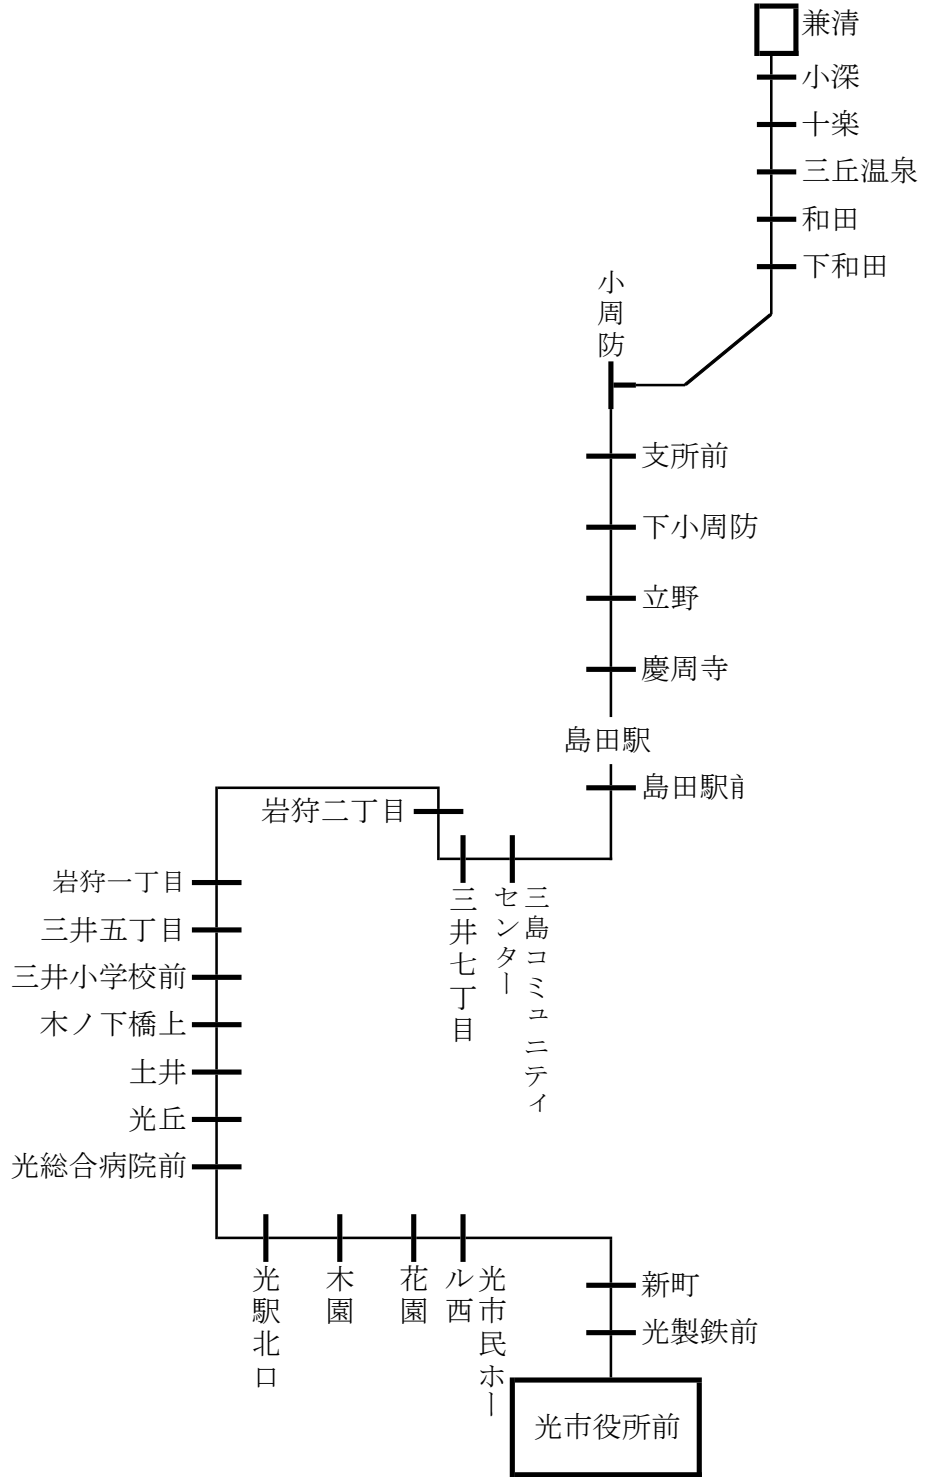 兼清
小深
十楽
三丘温泉
和田
下和田
小周防
支所前
下小周防
立野
慶周寺
島田駅
島田駅前
三島コミュニティ
センター
三井七丁目
岩狩二丁目
岩狩一丁目
三井五丁目
三井小学校前
木ノ下橋上
土井
光丘
光総合病院前
光駅北口
木園
花園
光市民ホー
ル西
新町
光製鉄前
光市役所前